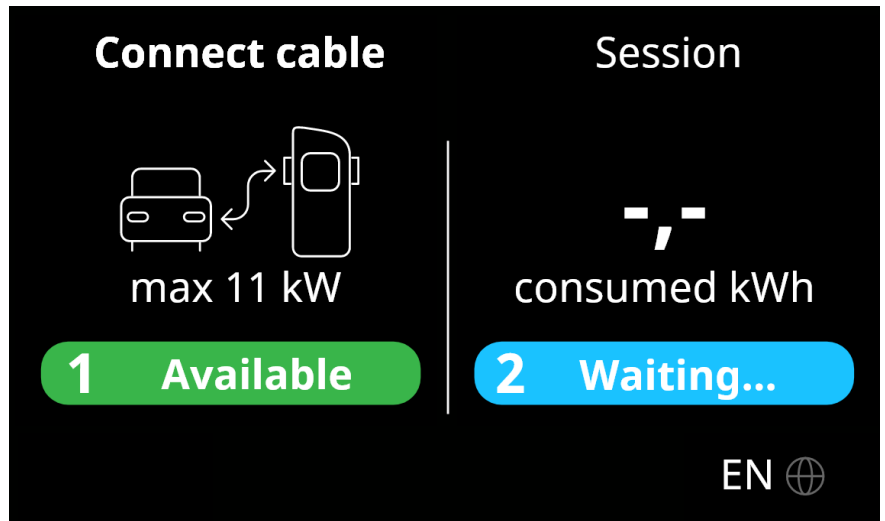 Connect cable
max 11 kW
1 Available
Session
-,-
consumed kWh
2 Waiting...
EN